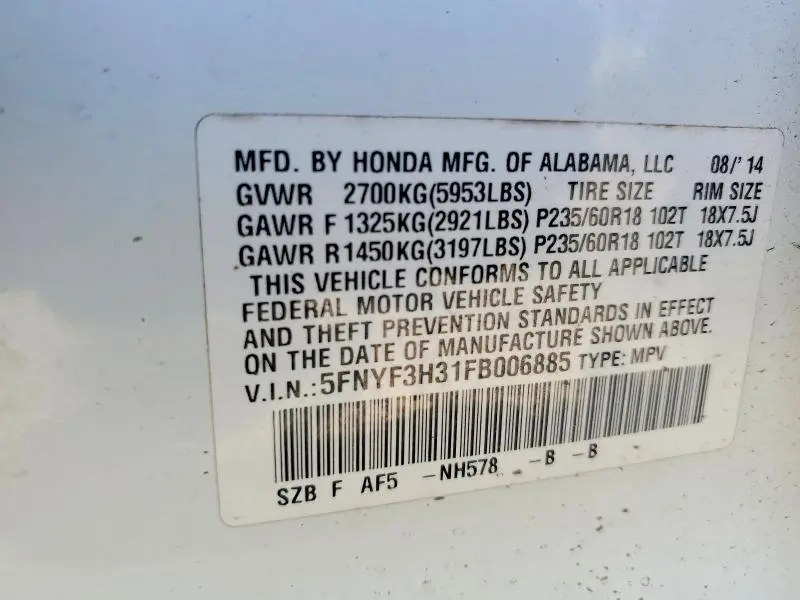 MFD. BY HONDA MFG. OF ALABAMA, LLC 08/'14
GVWR 2700KG(5953LBS) TIRE SIZE RIM SIZE
GAWR F 1325KG(2921LBS) P235/60R18 102T 18X7.5J
GAWR R 1450KG(3197LBS) P235/60R18 102T 18X7.5J
THIS VEHICLE CONFORMS TO ALL APPLICABLE
FEDERAL MOTOR VEHICLE SAFETY
AND THEFT PREVENTION STANDARDS IN EFFECT
ON THE DATE OF MANUFACTURE SHOWN ABOVE.
V.I.N.:5FNYF3H31FB006885 TYPE: MPV
SZB F AF5 -NH578 -B -B